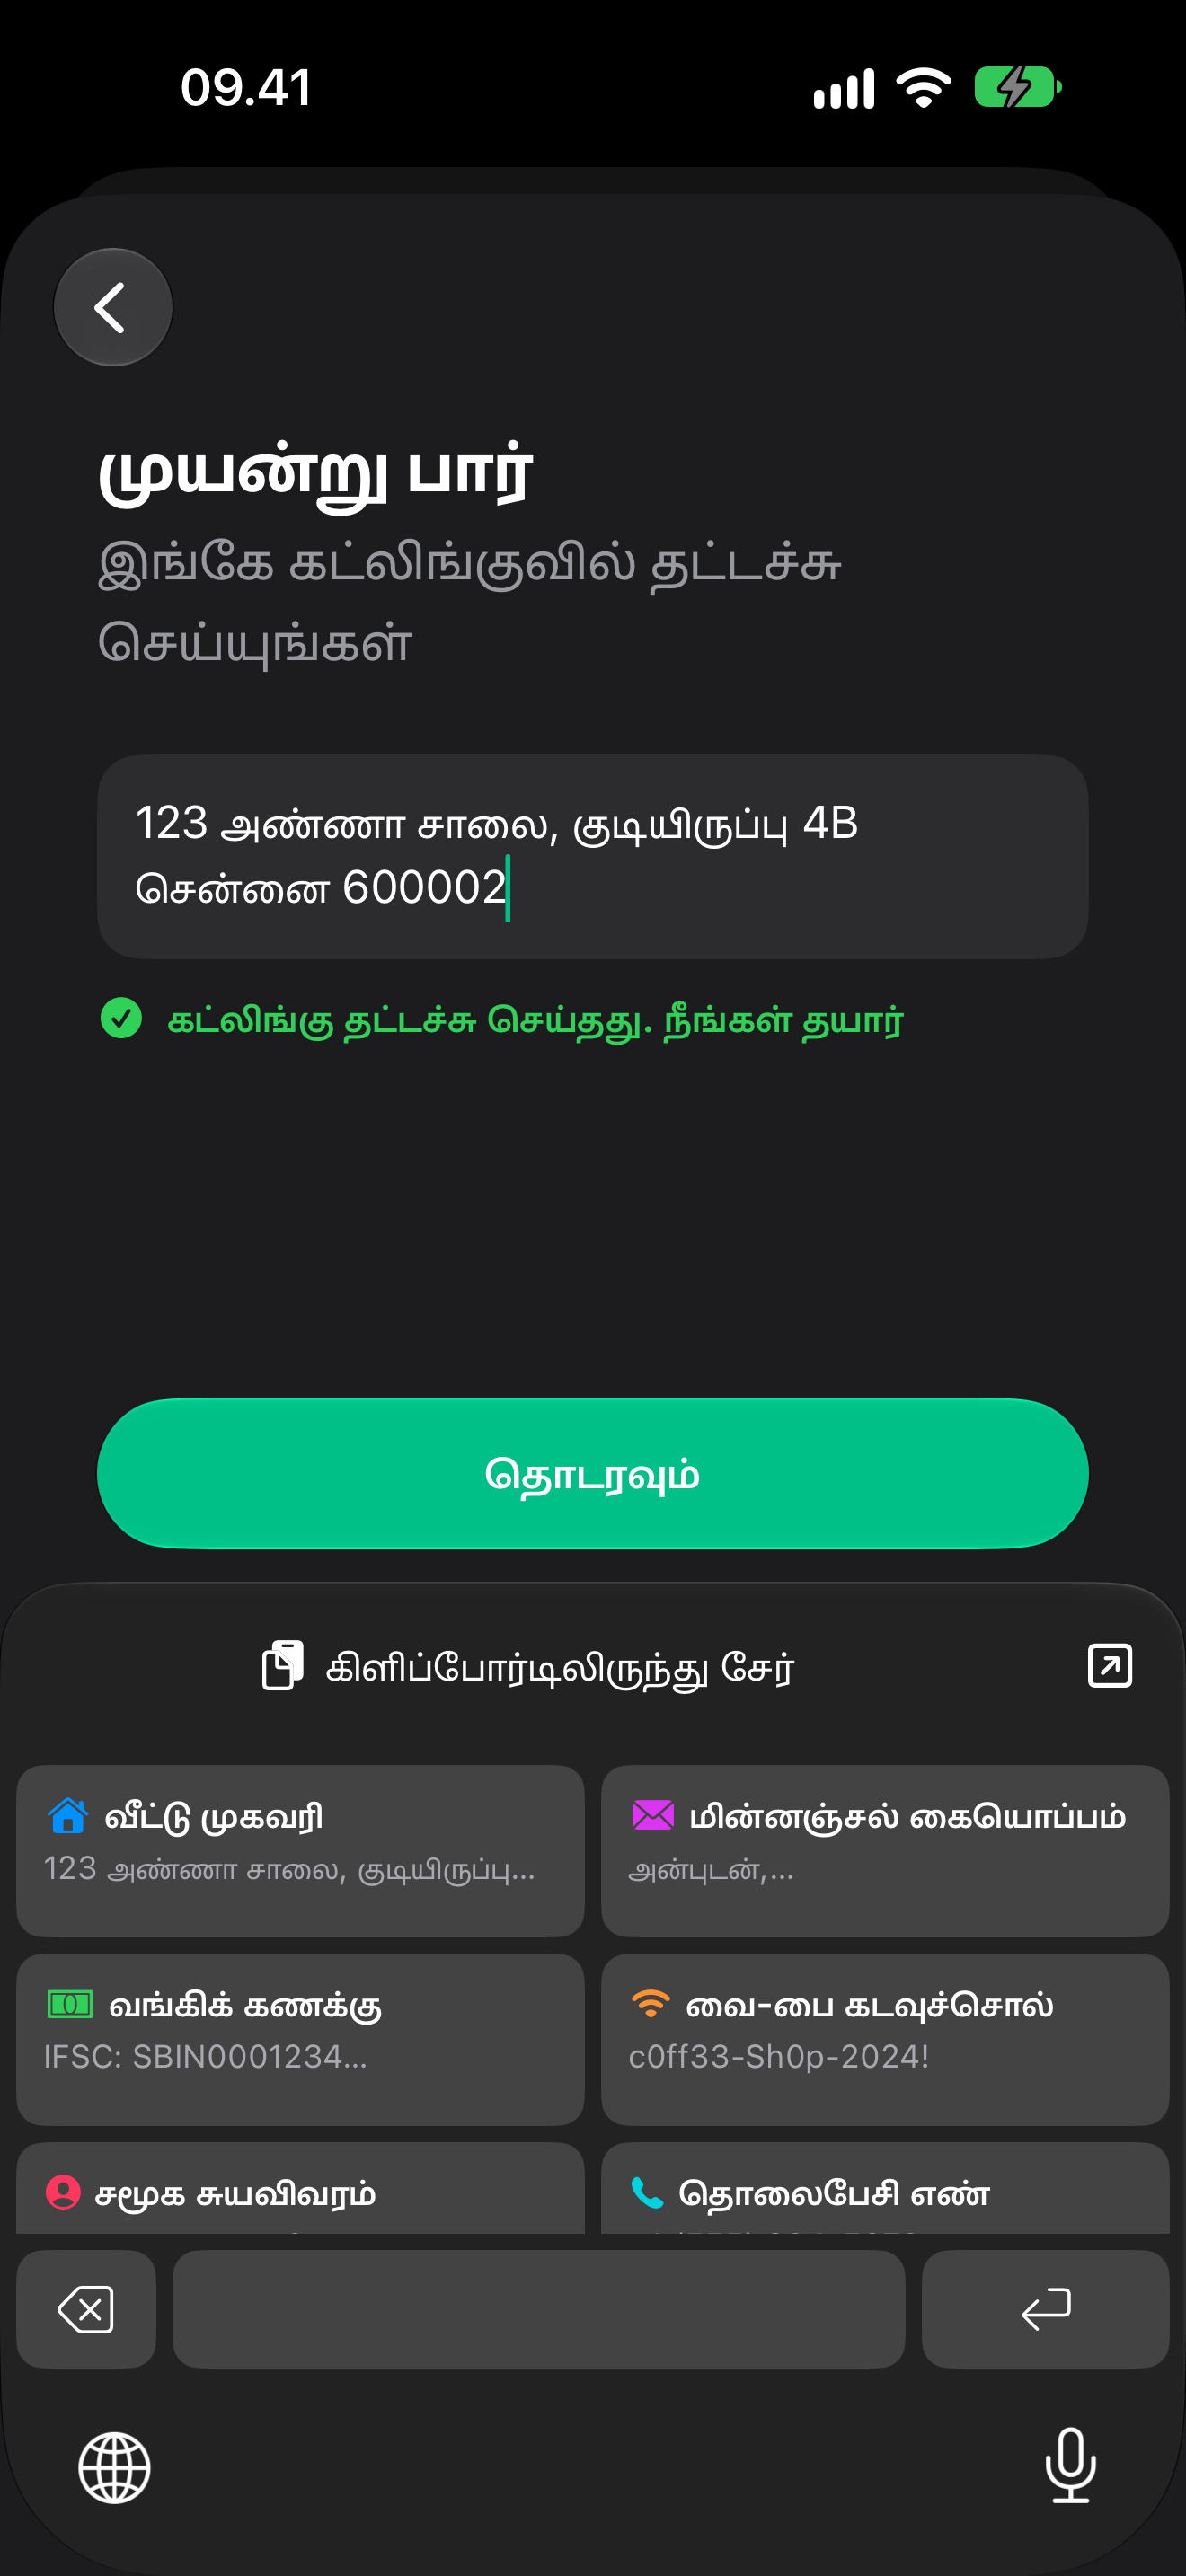 09.41
முயன்று பார்
இங்கே கட்லிங்குவில் தட்டச்சு
செய்யுங்கள்
123 அண்ணா சாலை, குடியிருப்பு 4B
சென்னை 600002
கட்லிங்கு தட்டச்சு செய்தது. நீங்கள் தயார்
தொடரவும்
கிளிப்போர்டிலிருந்து சேர்
வீட்டு முகவரி
123 அண்ணா சாலை, குடியிருப்பு...
மின்னஞ்சல் கையொப்பம்
அன்புடன்,...
வங்கிக் கணக்கு
IFSC: SBIN0001234...
வை-பை கடவுச்சொல்
c0ff33-Sh0p-2024!
சமூக சுயவிவரம்
தொலைபேசி எண்